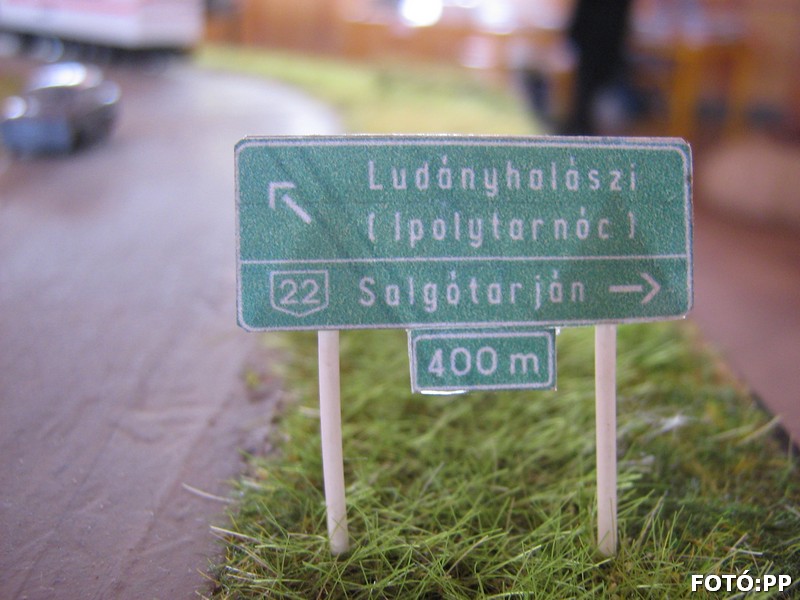 Ludányhalászi
(Ipolytarnóc)
22 Salgótarján
400 m
FOTÓ:PP